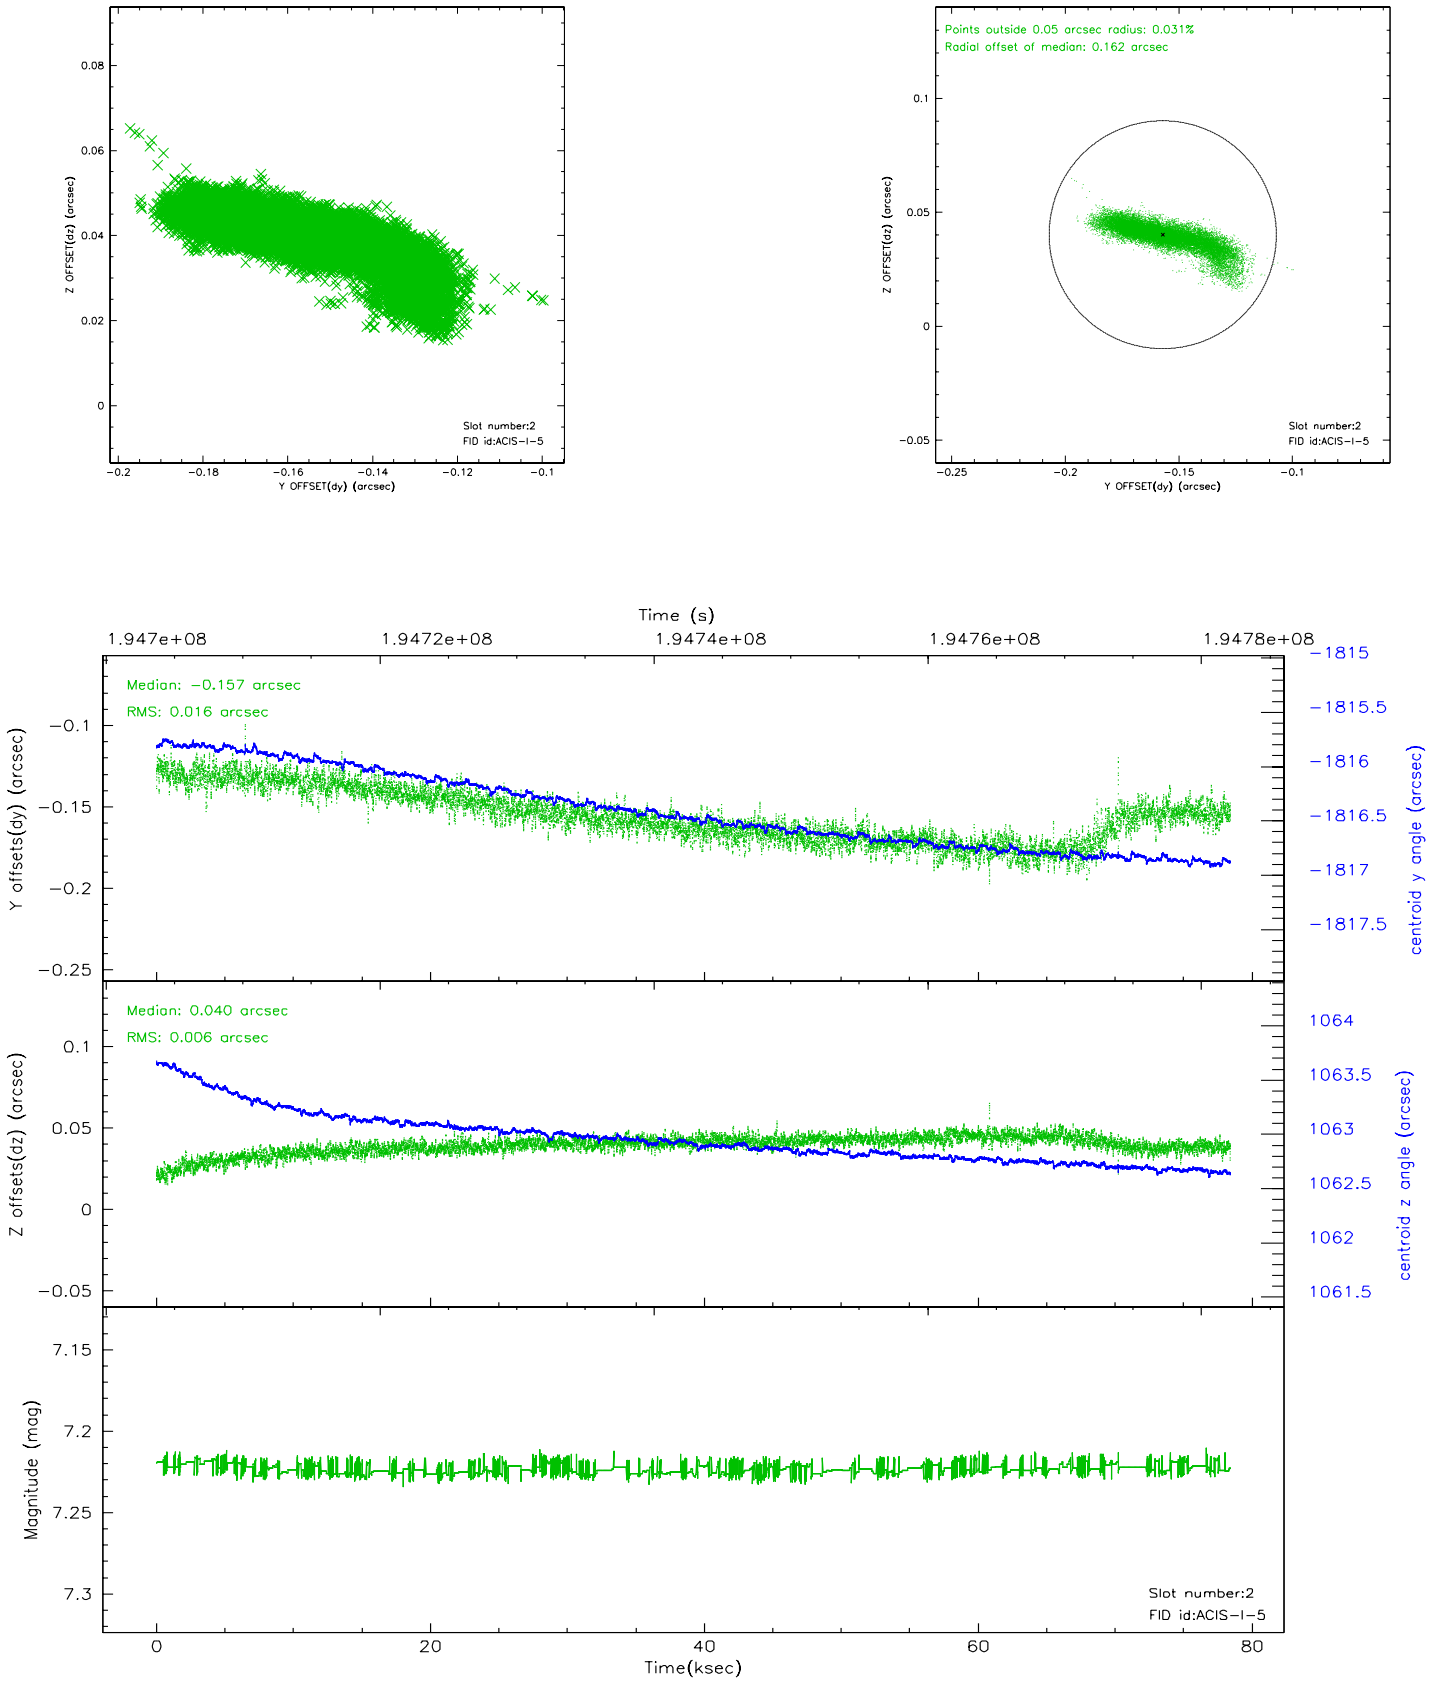 0.08
0.06
0.04
0.02
0
Z OFFSET(dz) (arcsec)
Slot number:2
FID id:ACIS-I-5
-0.2 -0.18 -0.16 -0.14 -0.12 -0.1
Y OFFSET(dy) (arcsec)
Points outside 0.05 arcsec radius: 0.031%
Radial offset of median: 0.162 arcsec
0.1
0.05
0
-0.05
Z OFFSET(dz) (arcsec)
Slot number:2
FID id:ACIS-I-5
-0.25 -0.2 -0.15 -0.1
Y OFFSET(dy) (arcsec)
Time (s)
1.947e+08 1.9472e+08 1.9474e+08 1.9476e+08 1.9478e+08
Median: -0.157 arcsec
RMS: 0.016 arcsec
-0.1
-0.15
-0.2
-0.25
Y offsets(dy) (arcsec)
-1815
-1815.5
-1816
-1816.5
-1817
-1817.5
centroid y angle (arcsec)
Median: 0.040 arcsec
RMS: 0.006 arcsec
0.1
0.05
0
-0.05
Z offsets(dz) (arcsec)
1064
1063.5
1063
1062.5
1062
1061.5
centroid z angle (arcsec)
7.15
7.2
7.25
7.3
Magnitude (mag)
Slot number:2
FID id:ACIS-I-5
0 20 40 60 80
Time(ksec)